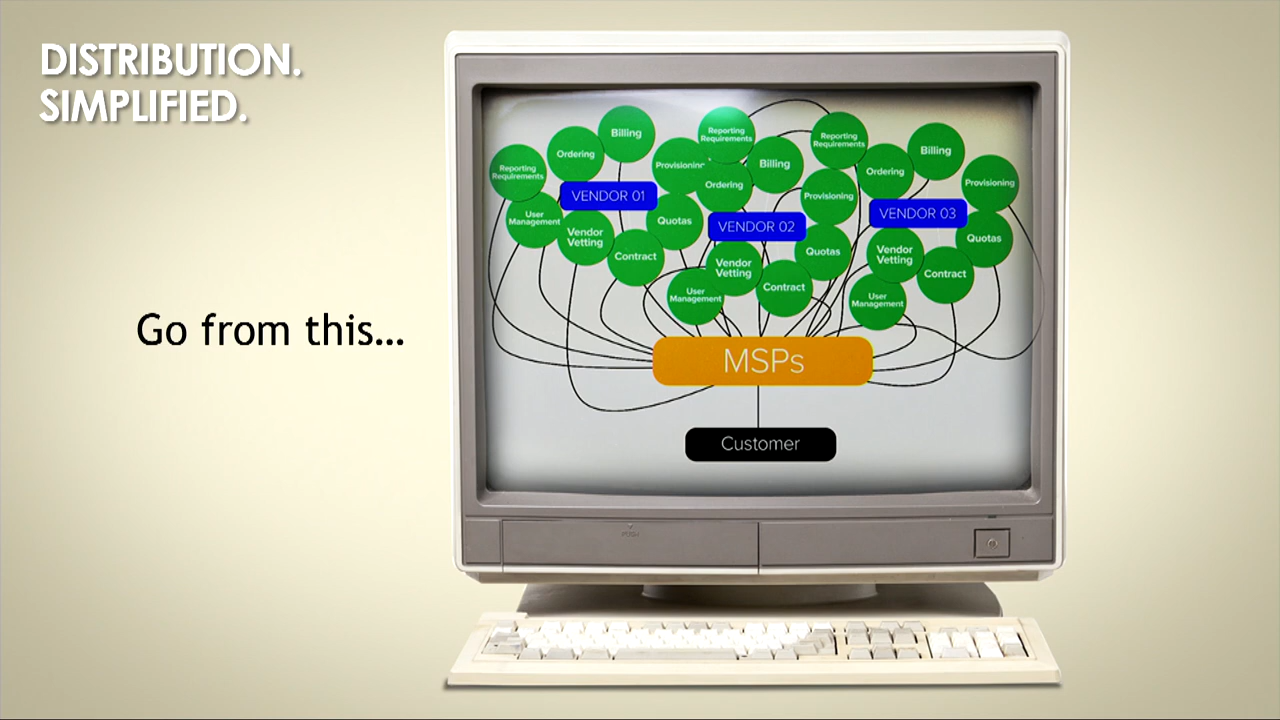 DISTRIBUTION.
SIMPLIFIED.
Go from this...
Reporting
Requirements
Ordering
Billing
VENDOR 01
User
Management
Vendor
Vetting
Contract
Quotas
Provisioning
Reporting
Requirements
Ordering
Billing
VENDOR 02
Provisioning
Quotas
Vendor
Vetting
User
Management
Contract
Reporting
Requirements
Ordering
Billing
Provisioning
VENDOR 03
Quotas
Vendor
Vetting
Contract
User
Management
MSPs
Customer
PUSH